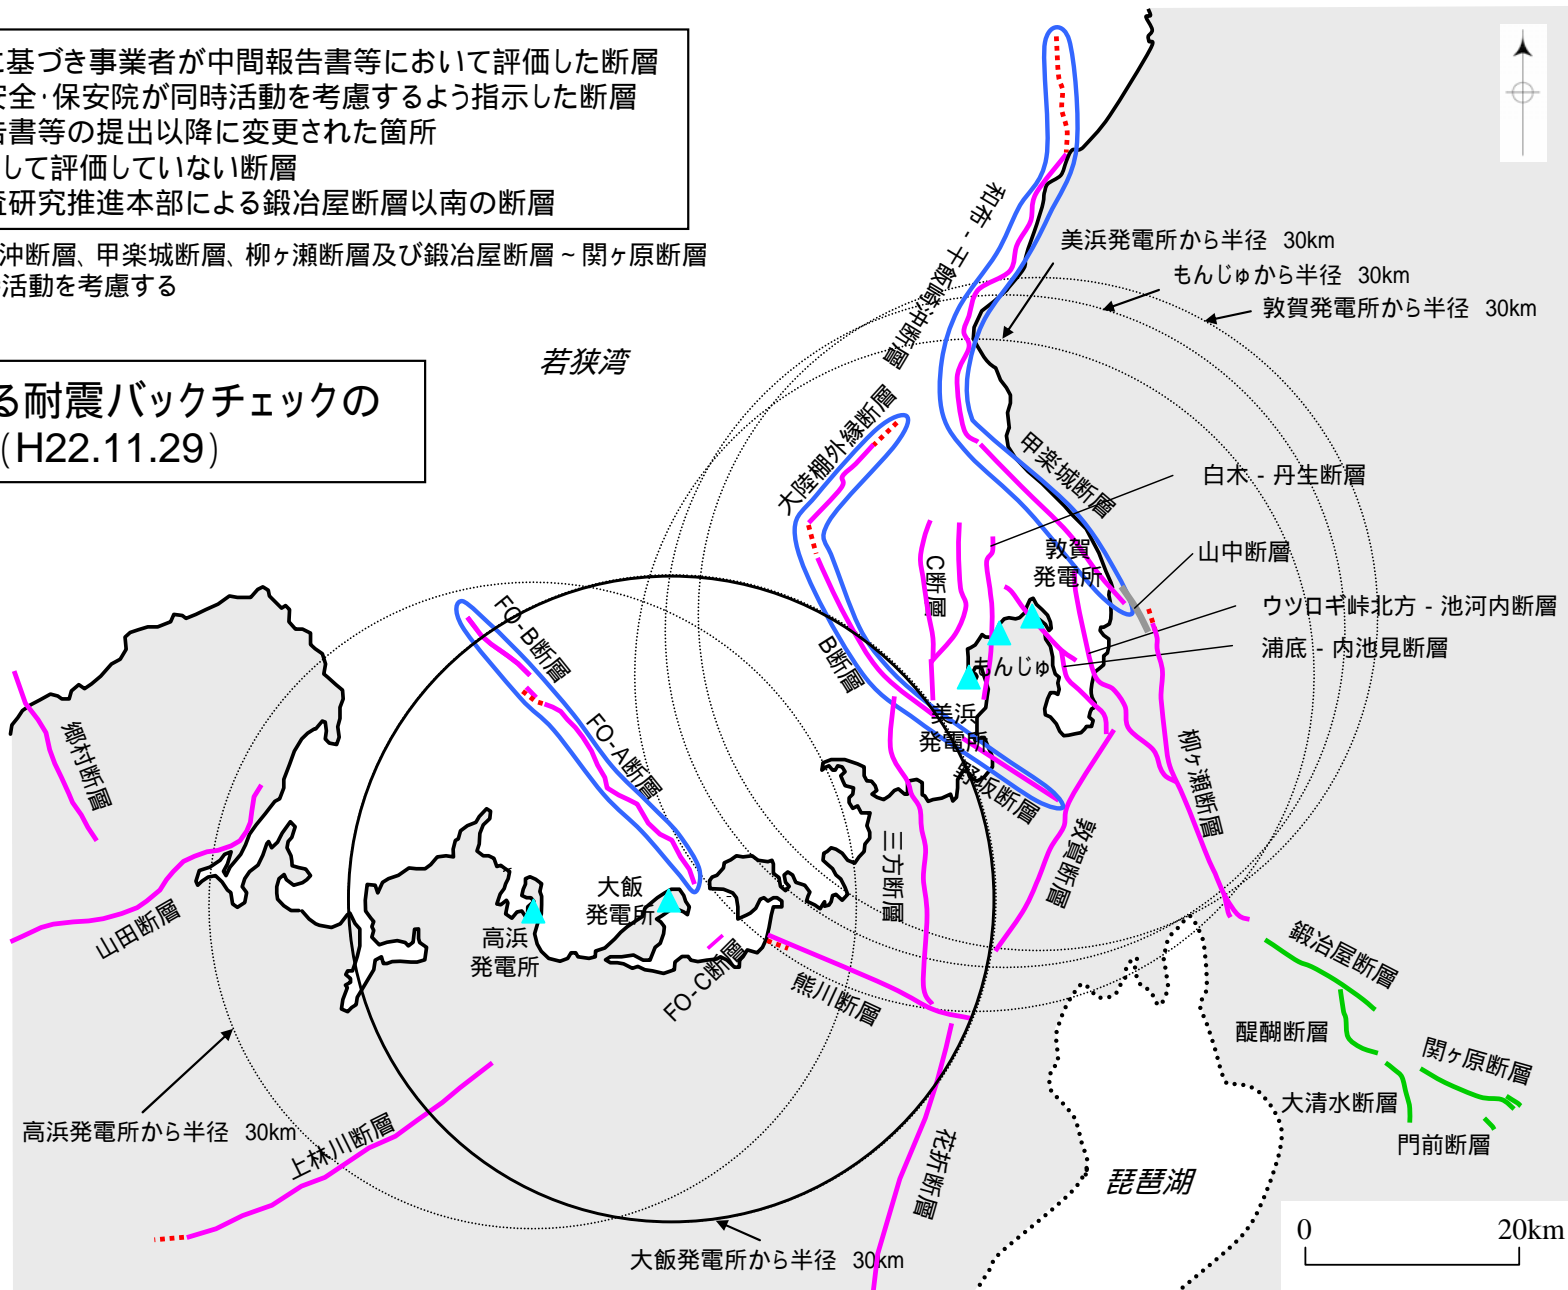 に基づき事業者が中間報告書等において評価した断層
安全・保安院が同時活動を考慮するよう指示した断層
告書等の提出以降に変更された箇所
して評価していない断層
査研究推進本部による鍛冶屋断層以南の断層
沖断層、甲楽城断層、柳ヶ瀬断層及び鍛冶屋断層~関ヶ原断層
活動を考慮する
る耐震バックチェックの
(H22.11.29)
若狭湾
和布-干飯崎沖断層
美浜発電所から半径 30km
もんじゅから半径 30km
敦賀発電所から半径 30km
大陸棚外縁断層
甲楽城断層
白木-丹生断層
敦賀
発電所
山中断層
C断層
ウツロギ峠北方-池河内断層
浦底-内池見断層
FO-B断層
B断層
もんじゅ
美浜
発電所
FO-A断層
郷村断層
野坂断層
柳ヶ瀬断層
三方断層
敦賀断層
大飯
発電所
山田断層
高浜
発電所
FO-C断層
熊川断層
鍛冶屋断層
醍醐断層
関ヶ原断層
大清水断層
門前断層
高浜発電所から半径 30km
上林川断層
花折断層
琵琶湖
大飯発電所から半径 30km
0 20km